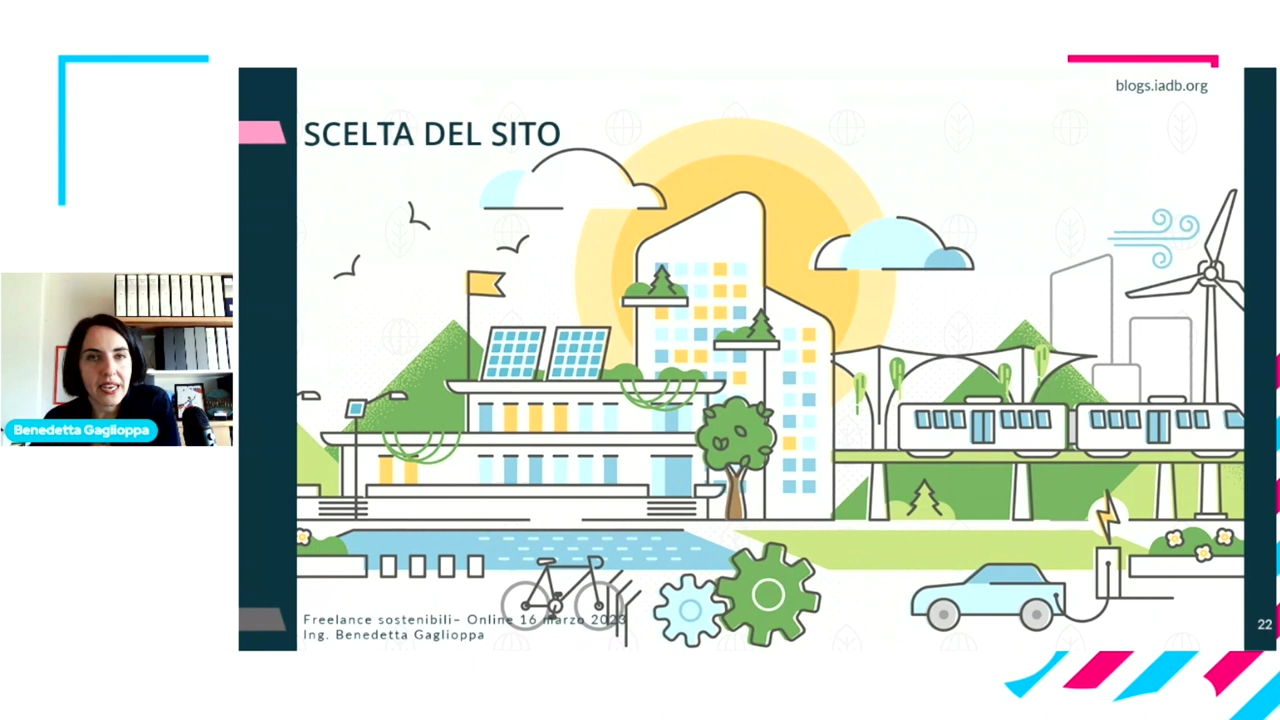 blogs.iadb.org
SCELTA DEL SITO
Benedetta Gaglioppa
Freelance sostenibili– Online 16 marzo 2023
Ing. Benedetta Gaglioppa
22